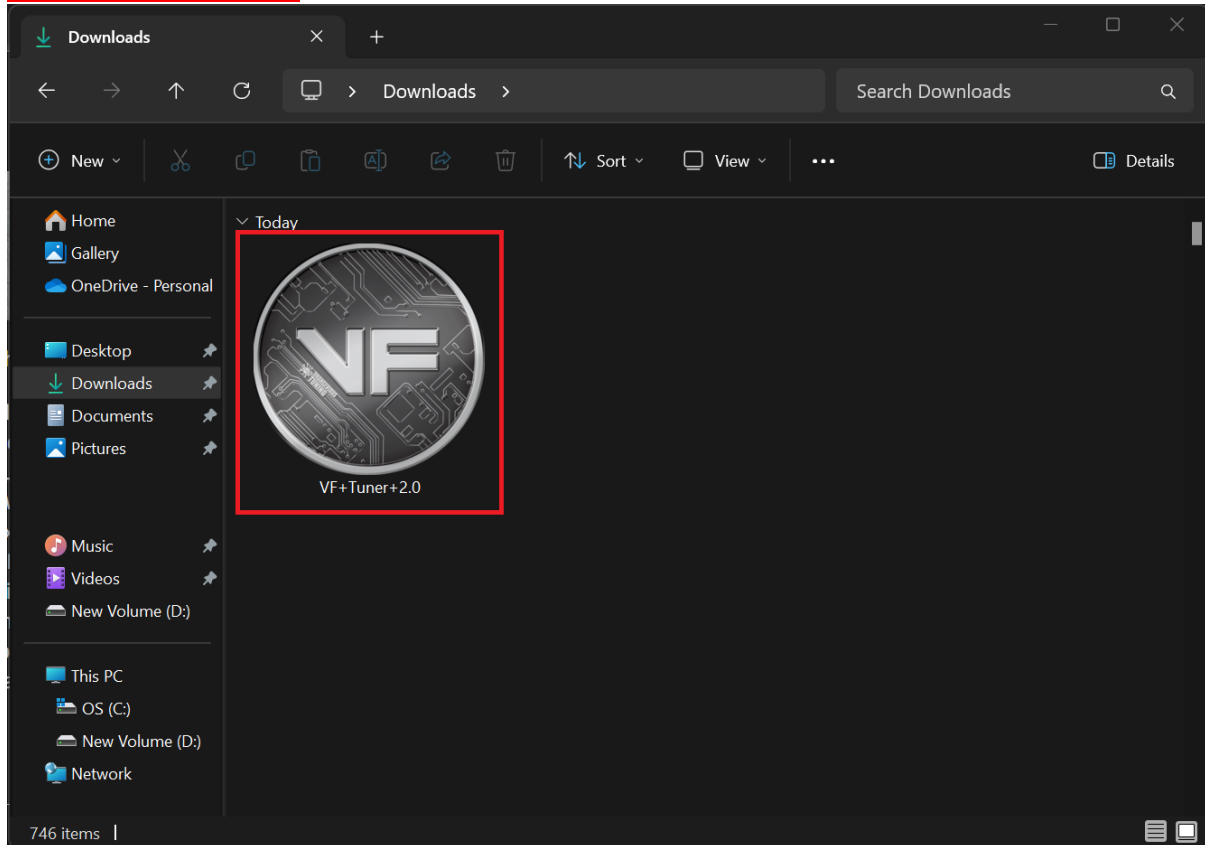 Downloads
Downloads
Search Downloads
New
Sort
View
Details
Home
Gallery
OneDrive - Personal
Desktop
Downloads
Documents
Pictures
Music
Videos
New Volume (D:)
This PC
OS (C:)
New Volume (D:)
Network
Today
VF
VF+Tuner+2.0
746 items